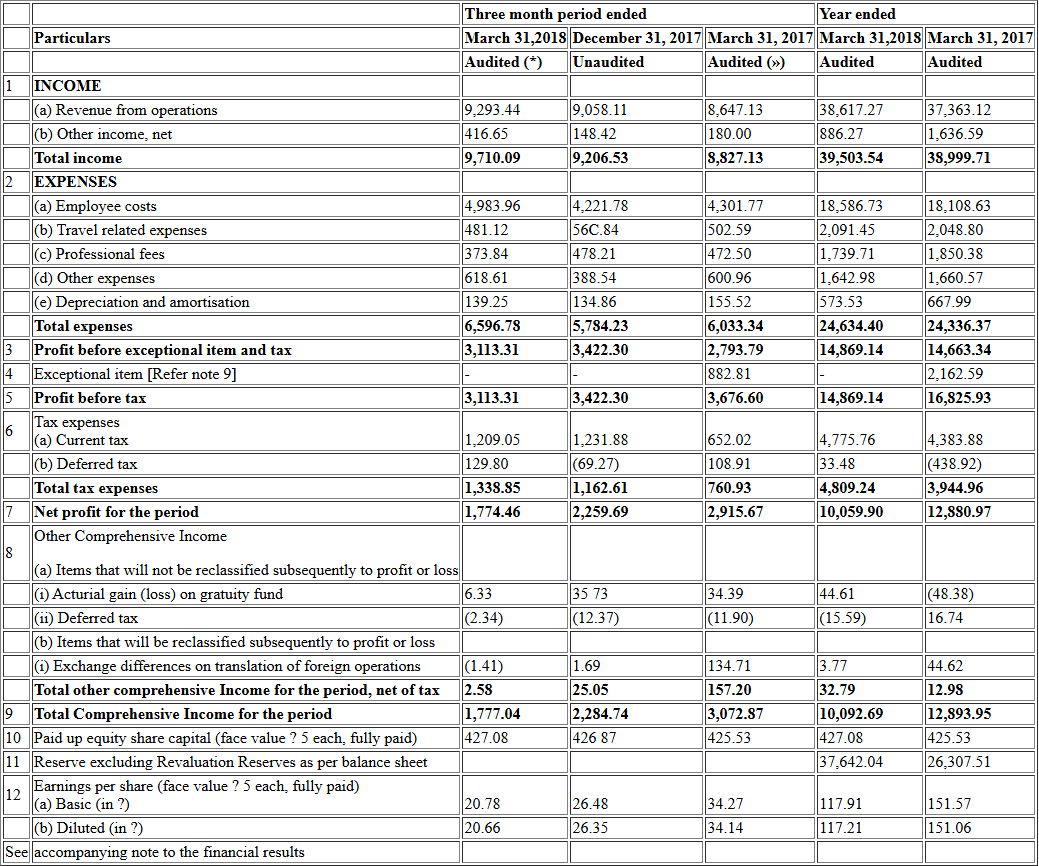 Three month period ended Year ended
Particulars March 31,2018 December 31, 2017 March 31, 2017 March 31,2018 March 31, 2017
Audited (*) Unaudited Audited (») Audited Audited
1 INCOME
(a) Revenue from operations 9,293.44 9,058.11 8,647.13 38,617.27 37,363.12
(b) Other income, net 416.65 148.42 180.00 886.27 1,636.59
Total income 9,710.09 9,206.53 8,827.13 39,503.54 38,999.71
2 EXPENSES
(a) Employee costs 4,983.96 4,221.78 4,301.77 18,586.73 18,108.63
(b) Travel related expenses 481.12 56C.84 502.59 2,091.45 2,048.80
(c) Professional fees 373.84 478.21 472.50 1,739.71 1,850.38
(d) Other expenses 618.61 388.54 600.96 1,642.98 1,660.57
(e) Depreciation and amortisation 139.25 134.86 155.52 573.53 667.99
Total expenses 6,596.78 5,784.23 6,033.34 24,634.40 24,336.37
3 Profit before exceptional item and tax 3,113.31 3,422.30 2,793.79 14,869.14 14,663.34
4 Exceptional item [Refer note 9] - - 882.81 - 2,162.59
5 Profit before tax 3,113.31 3,422.30 3,676.60 14,869.14 16,825.93
6 Tax expenses
(a) Current tax 1,209.05 1,231.88 652.02 4,775.76 4,383.88
(b) Deferred tax 129.80 (69.27) 108.91 33.48 (438.92)
Total tax expenses 1,338.85 1,162.61 760.93 4,809.24 3,944.96
7 Net profit for the period 1,774.46 2,259.69 2,915.67 10,059.90 12,880.97
8 Other Comprehensive Income
(a) Items that will not be reclassified subsequently to profit or loss
(i) Acturial gain (loss) on gratuity fund 6.33 35 73 34.39 44.61 (48.38)
(ii) Deferred tax (2.34) (12.37) (11.90) (15.59) 16.74
(b) Items that will be reclassified subsequently to profit or loss
(i) Exchange differences on translation of foreign operations (1.41) 1.69 134.71 3.77 44.62
Total other comprehensive Income for the period, net of tax 2.58 25.05 157.20 32.79 12.98
9 Total Comprehensive Income for the period 1,777.04 2,284.74 3,072.87 10,092.69 12,893.95
10 Paid up equity share capital (face value ? 5 each, fully paid) 427.08 426 87 425.53 427.08 425.53
11 Reserve excluding Revaluation Reserves as per balance sheet 37,642.04 26,307.51
12 Earnings per share (face value ? 5 each, fully paid)
(a) Basic (in ?) 20.78 26.48 34.27 117.91 151.57
(b) Diluted (in ?) 20.66 26.35 34.14 117.21 151.06
See accompanying note to the financial results